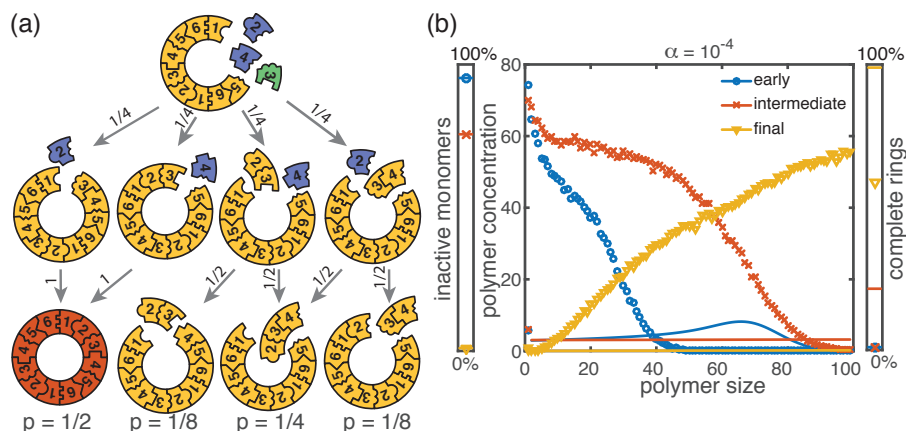 (a)
1/4 1/4 1/4 1/4
1 1 1/2 1/2 1/2 1/2
p = 1/2 p = 1/8 p = 1/4 p = 1/8
(b)
α = 10⁻⁴
100%
inactive monomers
0%
polymer concentration
80
60
40
20
0
0 20 40 60 80 100
polymer size
early
intermediate
final
100%
complete rings
0%